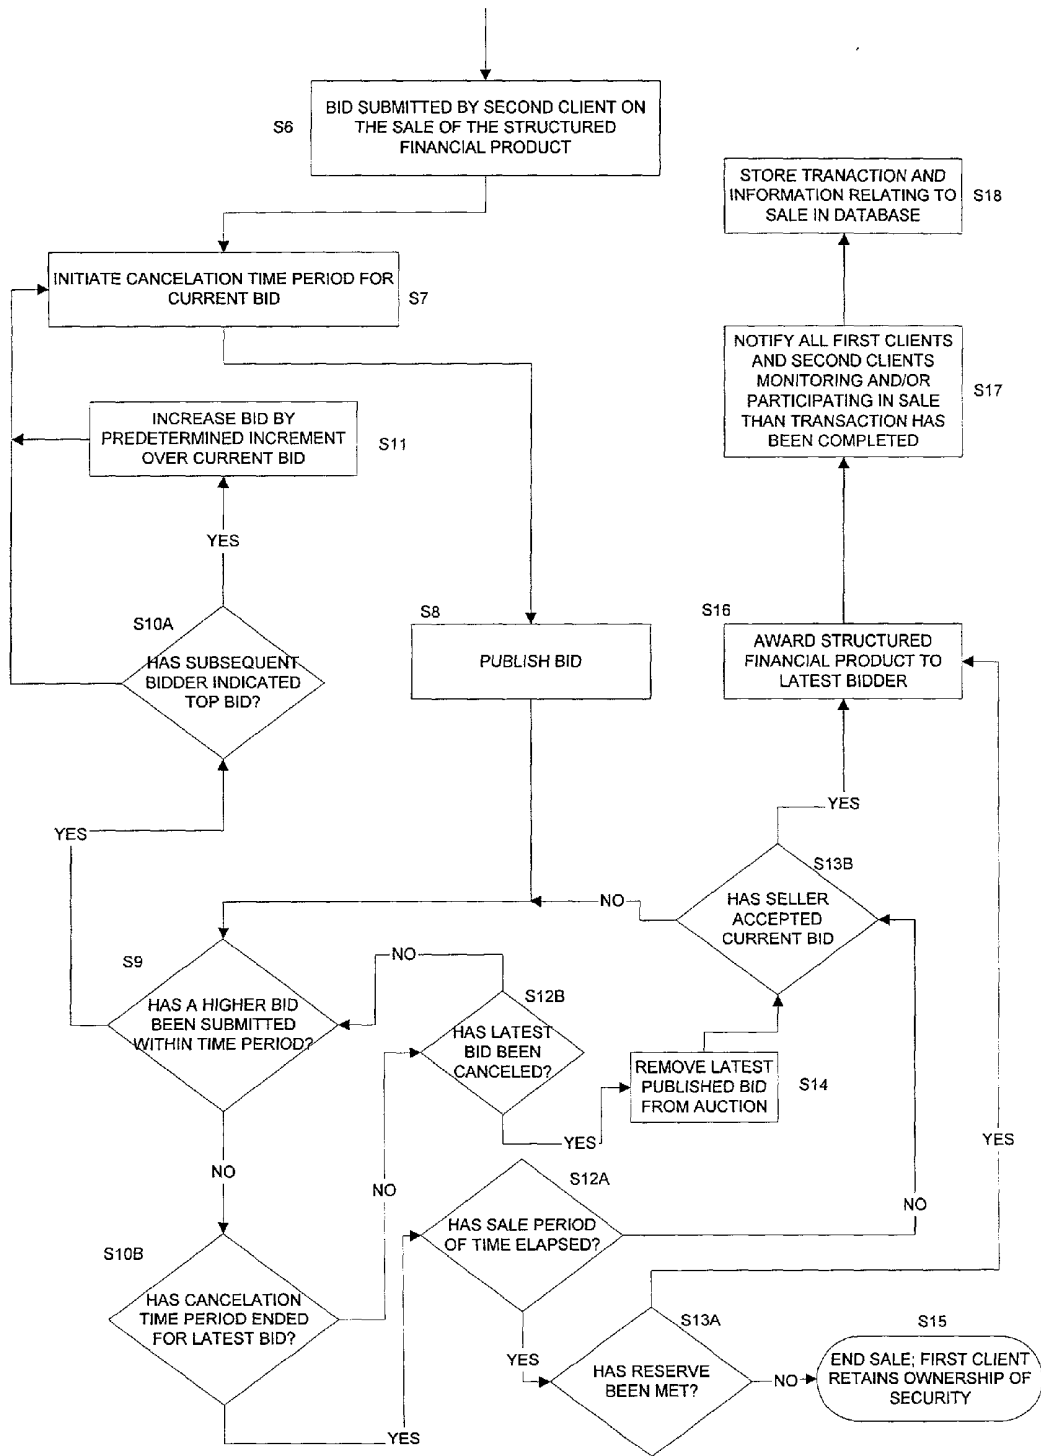 S6
BID SUBMITTED BY SECOND CLIENT ON
THE SALE OF THE STRUCTURED
FINANCIAL PRODUCT
STORE TRANACTION AND
INFORMATION RELATING TO
SALE IN DATABASE
S18
INITIATE CANCELATION TIME PERIOD FOR
CURRENT BID
S7
NOTIFY ALL FIRST CLIENTS
AND SECOND CLIENTS
MONITORING AND/OR
PARTICIPATING IN SALE
THAN TRANSACTION HAS
BEEN COMPLETED
S17
INCREASE BID BY
PREDETERMINED INCREMENT
OVER CURRENT BID
S11
YES
S10A
HAS SUBSEQUENT
BIDDER INDICATED
TOP BID?
S8
PUBLISH BID
S16
AWARD STRUCTURED
FINANCIAL PRODUCT TO
LATEST BIDDER
YES
YES
S13B
HAS SELLER
ACCEPTED
CURRENT BID
NO
S9
HAS A HIGHER BID
BEEN SUBMITTED
WITHIN TIME PERIOD?
NO
S12B
HAS LATEST
BID BEEN
CANCELED?
REMOVE LATEST
PUBLISHED BID
FROM AUCTION
S14
YES
YES
NO
NO
S12A
HAS SALE PERIOD
OF TIME ELAPSED?
NO
S10B
HAS CANCELATION
TIME PERIOD ENDED
FOR LATEST BID?
YES
S13A
HAS RESERVE
BEEN MET?
NO
S15
END SALE; FIRST CLIENT
RETAINS OWNERSHIP OF
SECURITY
YES